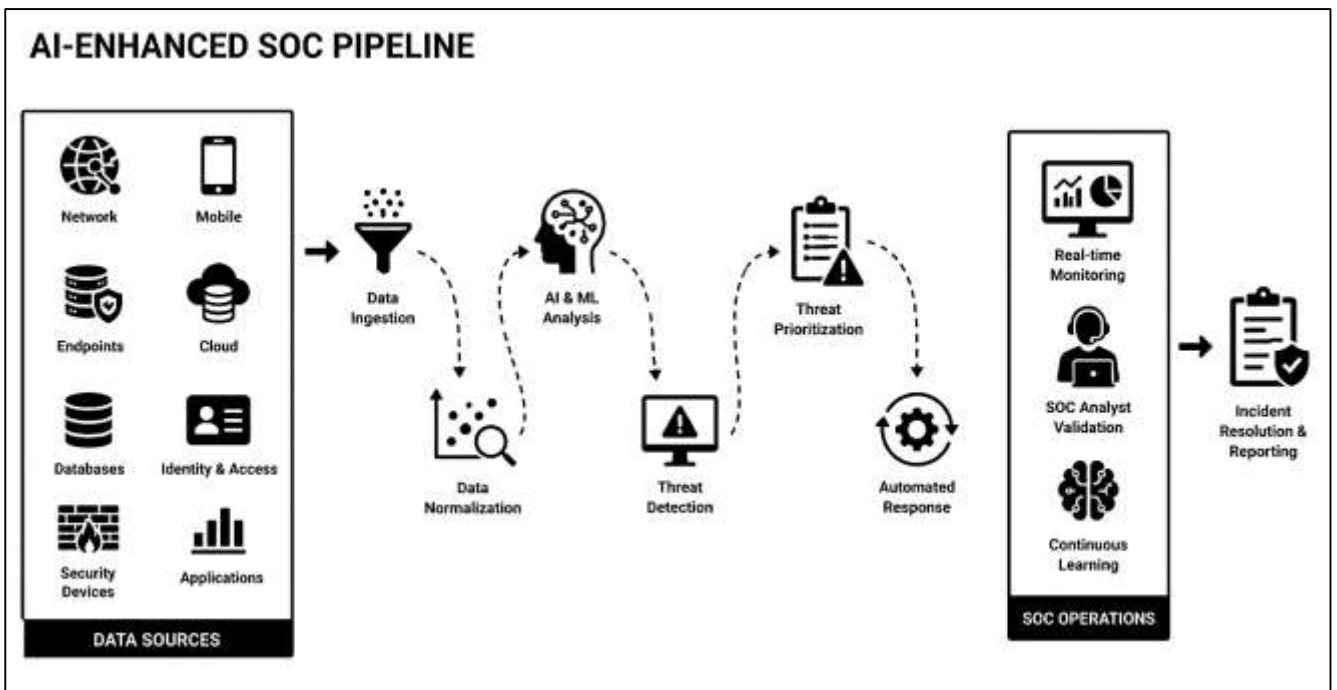 AI-ENHANCED SOC PIPELINE
Network
Mobile
Endpoints
Cloud
Databases
Identity & Access
Security
Devices
Applications
DATA SOURCES
Data
Ingestion
Data
Normalization
AI & ML
Analysis
Threat
Detection
Threat
Prioritization
Automated
Response
Real-time
Monitoring
SOC Analyst
Validation
Continuous
Learning
SOC OPERATIONS
Incident
Resolution &
Reporting